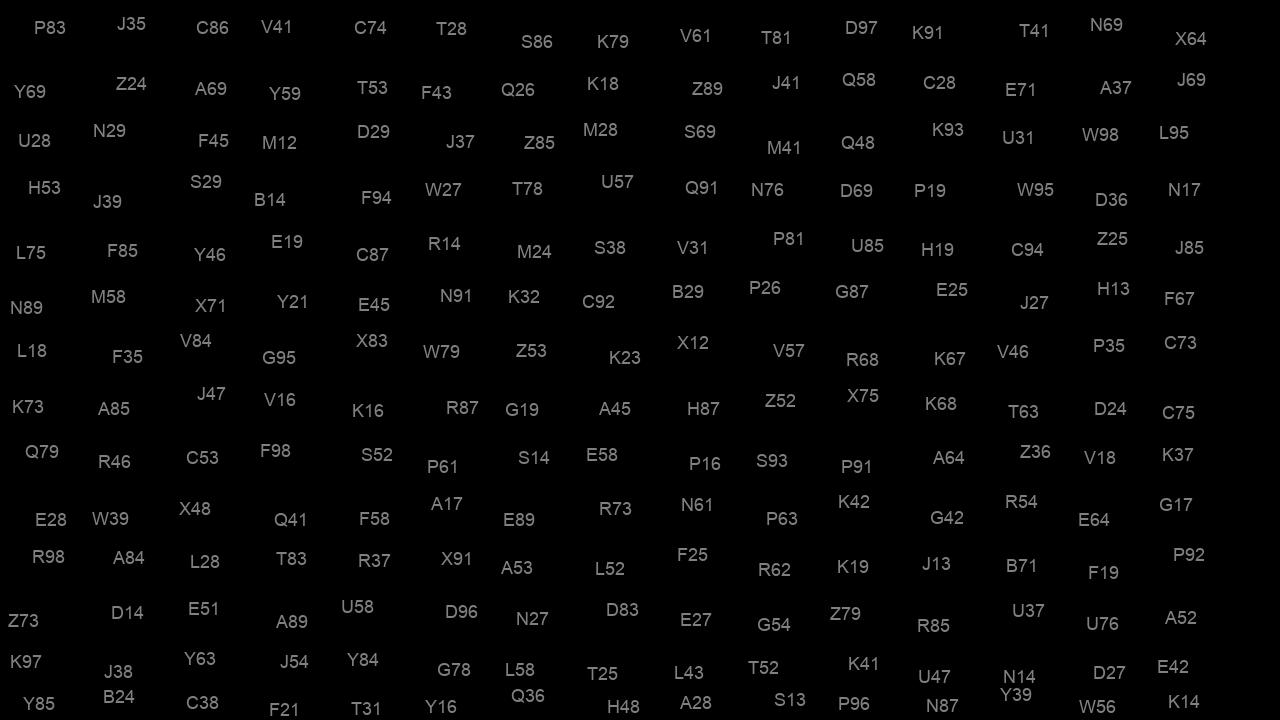 P83 J35 C86 V41 C74 T28 S86 K79 V61 T81 D97 K91 T41 N69 X64
Y69 Z24 A69 Y59 T53 F43 Q26 K18 Z89 J41 Q58 C28 E71 A37 J69
U28 N29 F45 M12 D29 J37 Z85 M28 S69 M41 Q48 K93 U31 W98 L95
H53 J39 S29 B14 F94 W27 T78 U57 Q91 N76 D69 P19 W95 D36 N17
L75 F85 Y46 E19 C87 R14 M24 S38 V31 P81 U85 H19 C94 Z25 J85
N89 M58 X71 Y21 E45 N91 K32 C92 B29 P26 G87 E25 J27 H13 F67
L18 F35 V84 G95 X83 W79 Z53 K23 X12 V57 R68 K67 V46 P35 C73
K73 A85 J47 V16 K16 R87 G19 A45 H87 Z52 X75 K68 T63 D24 C75
Q79 R46 C53 F98 S52 P61 S14 E58 P16 S93 P91 A64 Z36 V18 K37
E28 W39 X48 Q41 F58 A17 E89 R73 N61 P63 K42 G42 R54 E64 G17
R98 A84 L28 T83 R37 X91 A53 L52 F25 R62 K19 J13 B71 F19 P92
Z73 D14 E51 A89 U58 D96 N27 D83 E27 G54 Z79 R85 U37 U76 A52
K97 J38 Y63 J54 Y84 G78 L58 T25 L43 T52 K41 U47 N14 D27 E42
Y85 B24 C38 F21 T31 Y16 Q36 H48 A28 S13 P96 N87 Y39 W56 K14